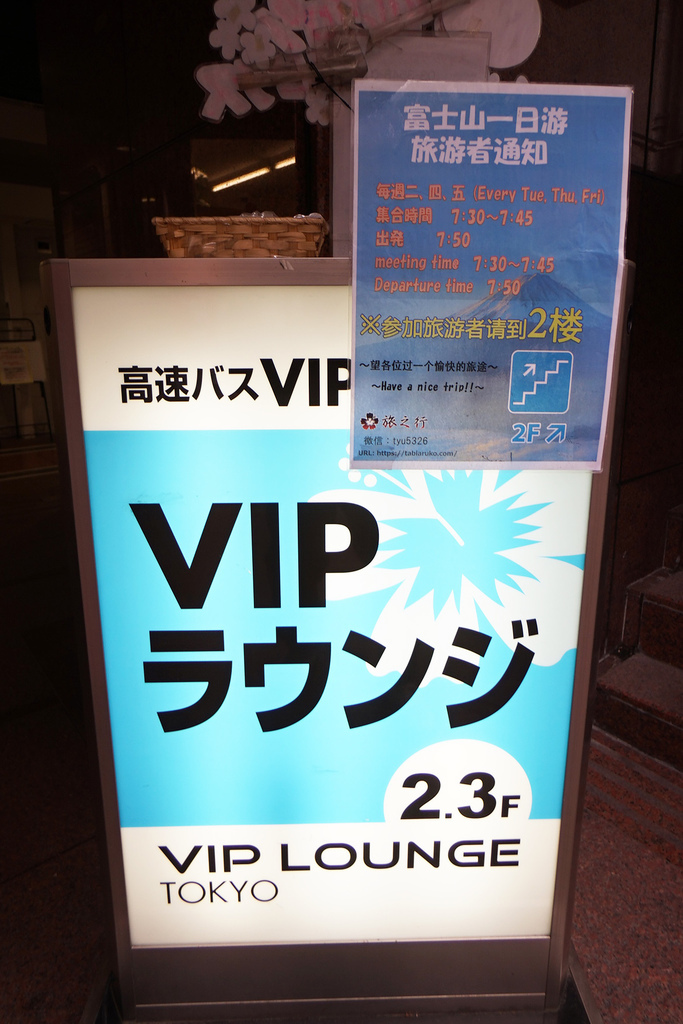 富士山一日游
旅游者通知
毎週二、四、五 (Every Tue, Thu, Fri)
集合時間 7:30～7:45
出発 7:50
meeting time 7:30～7:45
Departure time 7:50
※参加旅游者请到2楼
～望各位过一个愉快的旅途～
～Have a nice trip!!～
旅之行
微信：tyu5326
URL: https://tabiaruko.com/
2F
高速バスVIP
VIP
ラウンジ
2.3F
VIP LOUNGE
TOKYO